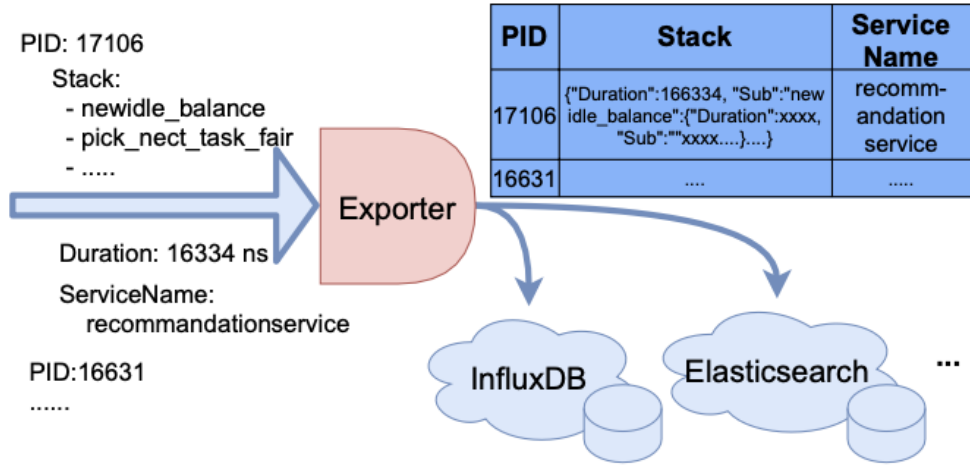 PID: 17106
Stack:
- newidle_balance
- pick_nect_task_fair
- .....
Duration: 16334 ns
ServiceName:
recommandationservice
PID:16631
......
Exporter
PID Stack Service
Name
17106 {"Duration":166334, "Sub":"new
idle_balance":{"Duration":xxxx,
"Sub":""xxxx....}....}
recomm-
andation
service
16631 .... .....
InfluxDB
Elasticsearch
...